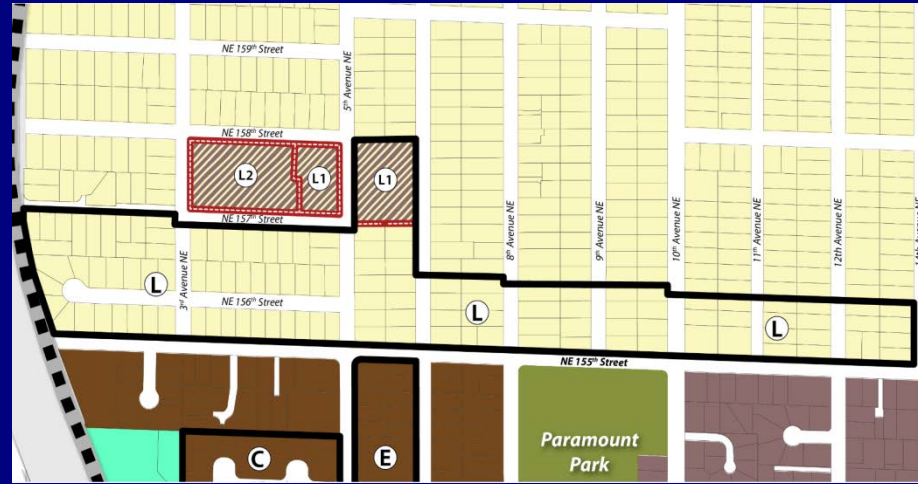 NE 159th Street
5th Avenue NE
NE 158th Street
L2
L1
L1
NE 157th Street
8th Avenue NE
9th Avenue NE
10th Avenue NE
11th Avenue NE
12th Avenue NE
14th Ave
3rd Avenue NE
L
NE 156th Street
L
L
NE 155th Street
C
E
Paramount
Park